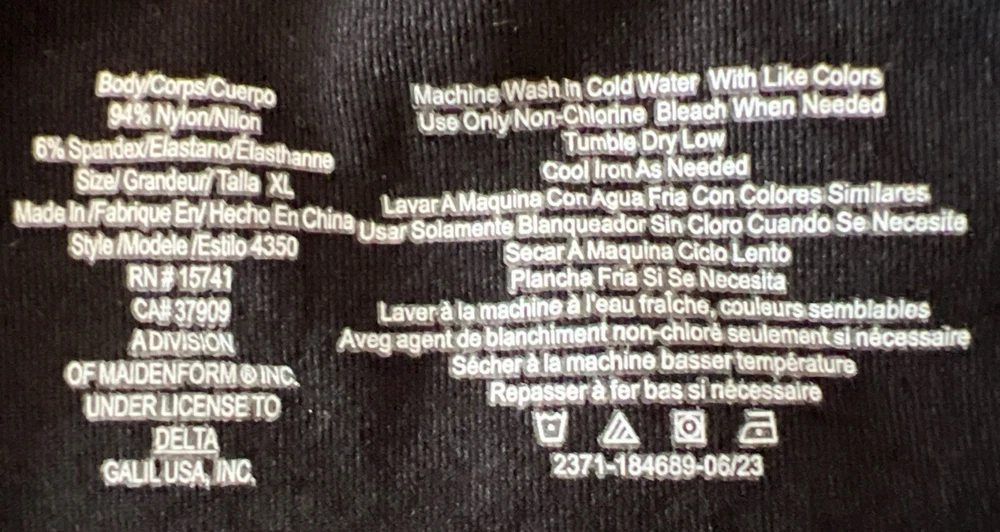 Body/Corps/Cuerpo
94% Nylon/Nilon
6% Spandex/Elastano/Élasthanne
Size/ Grandeur/ Talla XL
Made In /Fabrique En/ Hecho En China
Style /Modele /Estilo 4350
RN # 15741
CA# 37909
A DIVISION
OF MAIDENFORM ® INC.
UNDER LICENSE TO
DELTA
GALIL USA, INC.
Machine Wash In Cold Water With Like Colors
Use Only Non-Chlorine Bleach When Needed
Tumble Dry Low
Cool Iron As Needed
Lavar A Maquina Con Agua Fria Con Colores Similares
Usar Solamente Blanqueador Sin Cloro Cuando Se Necesite
Secar A Maquina Ciclo Lento
Plancha Fria Si Se Necesita
Laver à la machine à l'eau fraîche, couleurs semblables
Aveg agent de blanchiment non-chloré seulement si nécessaire
Sécher à la machine basser température
Repasser à fer bas si nécessaire
2371-184689-06/23